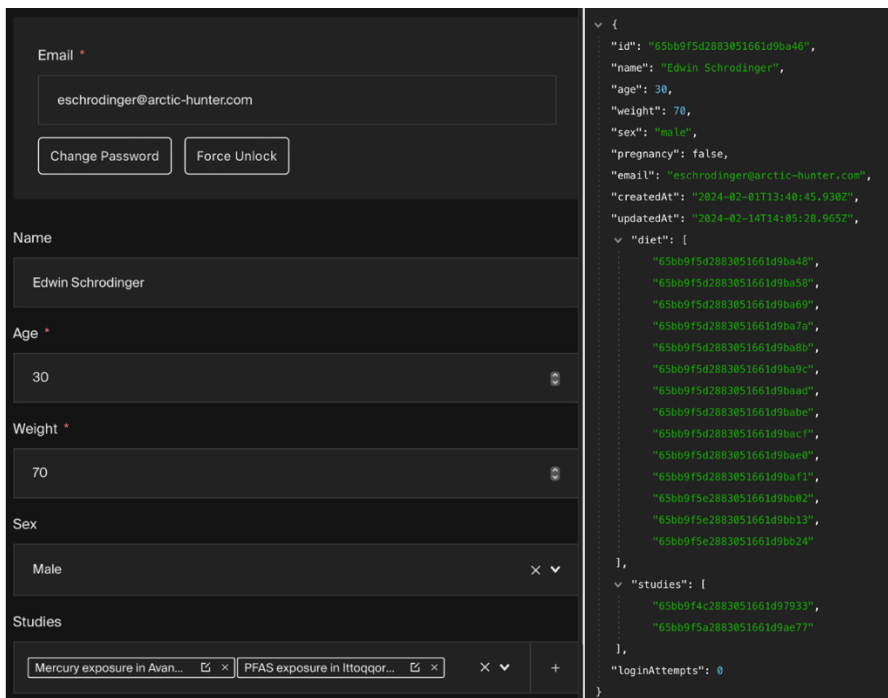 Email *
eschrodinger@arctic-hunter.com
Change Password Force Unlock
Name
Edwin Schrodinger
Age *
30
Weight *
70
Sex
Male
Studies
Mercury exposure in Avan... PFAS exposure in Ittoqqor...
{
"id": "65bb9f5d2883051661d9ba46",
"name": "Edwin Schrodinger",
"age": 30,
"weight": 70,
"sex": "male",
"pregnancy": false,
"email": "eschrodinger@arctic-hunter.com",
"createdAt": "2024-02-01T13:40:45.930Z",
"updatedAt": "2024-02-14T14:05:28.965Z",
"diet": [
"65bb9f5d2883051661d9ba48",
"65bb9f5d2883051661d9ba58",
"65bb9f5d2883051661d9ba69",
"65bb9f5d2883051661d9ba7a",
"65bb9f5d2883051661d9ba8b",
"65bb9f5d2883051661d9ba9c",
"65bb9f5d2883051661d9baad",
"65bb9f5d2883051661d9babe",
"65bb9f5d2883051661d9bacf",
"65bb9f5d2883051661d9bae0",
"65bb9f5d2883051661d9baf1",
"65bb9f5e2883051661d9bb02",
"65bb9f5e2883051661d9bb13",
"65bb9f5e2883051661d9bb24"
],
"studies": [
"65bb9f4c2883051661d97933",
"65bb9f5a2883051661d9ae77"
],
"loginAttempts": 0
}